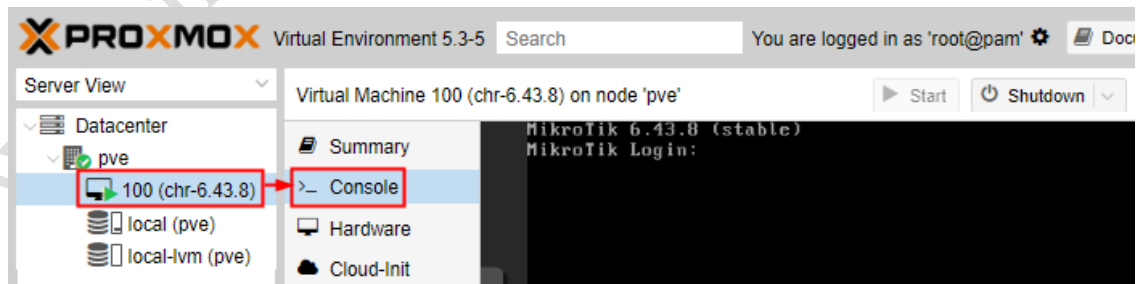 PROXMOX Virtual Environment 5.3-5 Search You are logged in as 'root@pam' Docu
Server View
Virtual Machine 100 (chr-6.43.8) on node 'pve' Start Shutdown
Datacenter
pve
100 (chr-6.43.8)
local (pve)
local-lvm (pve)
Summary
>_ Console
Hardware
Cloud-Init
MikroTik 6.43.8 (stable)
MikroTik Login: